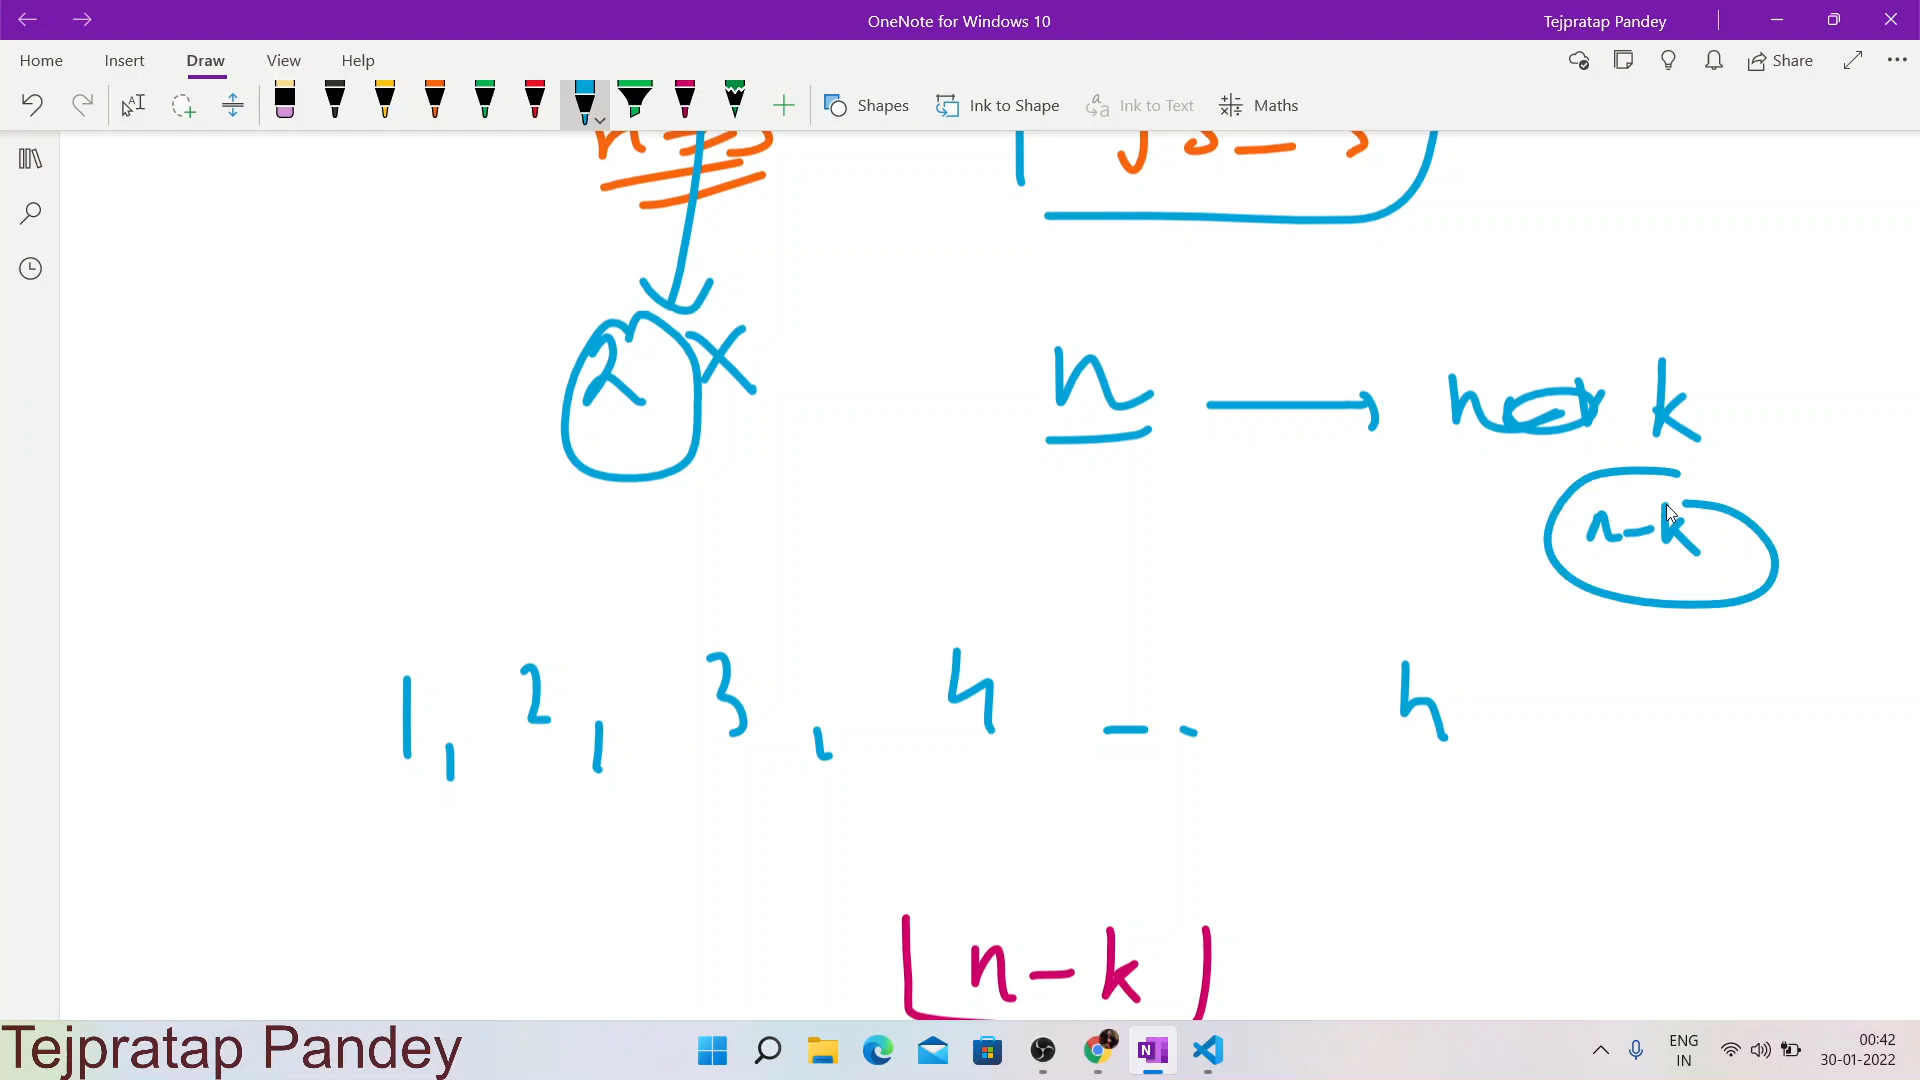 OneNote for Windows 10
Tejpratap Pandey
Home Insert Draw View Help
Share
Shapes Ink to Shape Ink to Text Maths
2 X
n → n k
n-k
1, 2, 3, 4 -- n
n-k
Tejpratap Pandey
ENG
IN
00:42
30-01-2022